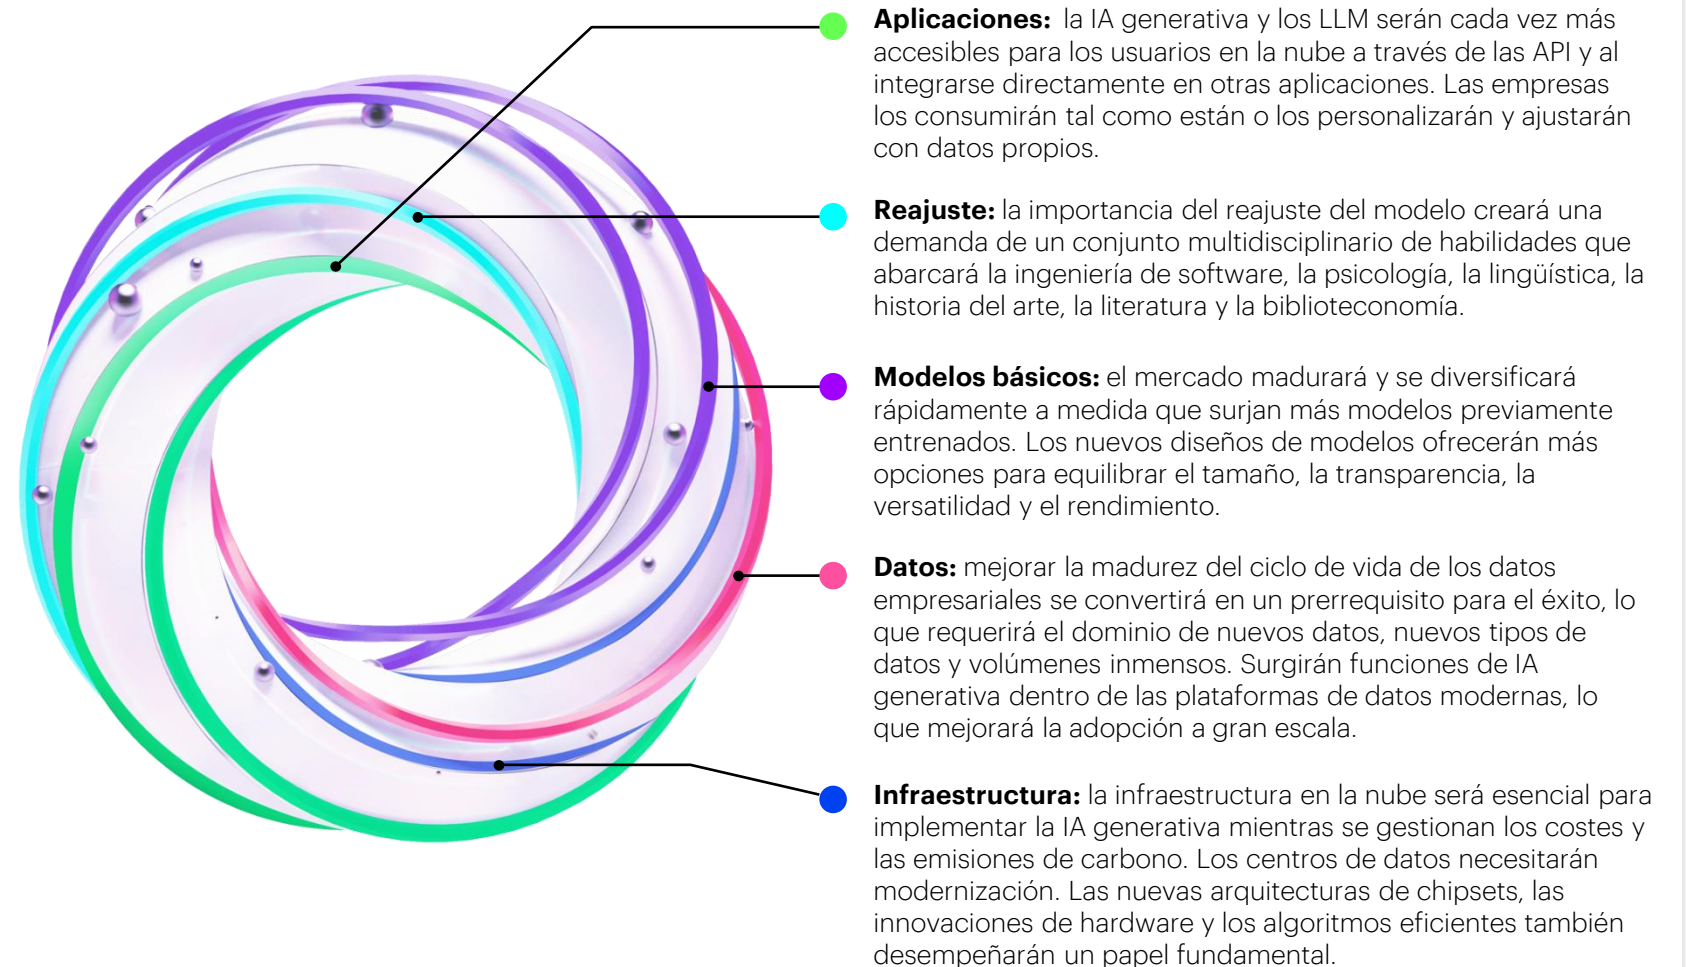 Aplicaciones: la IA generativa y los LLM serán cada vez más
accesibles para los usuarios en la nube a través de las API y al
integrarse directamente en otras aplicaciones. Las empresas
los consumirán tal como están o los personalizarán y ajustarán
con datos propios.
Reajuste: la importancia del reajuste del modelo creará una
demanda de un conjunto multidisciplinario de habilidades que
abarcará la ingeniería de software, la psicología, la lingüística, la
historia del arte, la literatura y la biblioteconomía.
Modelos básicos: el mercado madurará y se diversificará
rápidamente a medida que surjan más modelos previamente
entrenados. Los nuevos diseños de modelos ofrecerán más
opciones para equilibrar el tamaño, la transparencia, la
versatilidad y el rendimiento.
Datos: mejorar la madurez del ciclo de vida de los datos
empresariales se convertirá en un prerrequisito para el éxito, lo
que requerirá el dominio de nuevos datos, nuevos tipos de
datos y volúmenes inmensos. Surgirán funciones de IA
generativa dentro de las plataformas de datos modernas, lo
que mejorará la adopción a gran escala.
Infraestructura: la infraestructura en la nube será esencial para
implementar la IA generativa mientras se gestionan los costes y
las emisiones de carbono. Los centros de datos necesitarán
modernización. Las nuevas arquitecturas de chipsets, las
innovaciones de hardware y los algoritmos eficientes también
desempeñarán un papel fundamental.